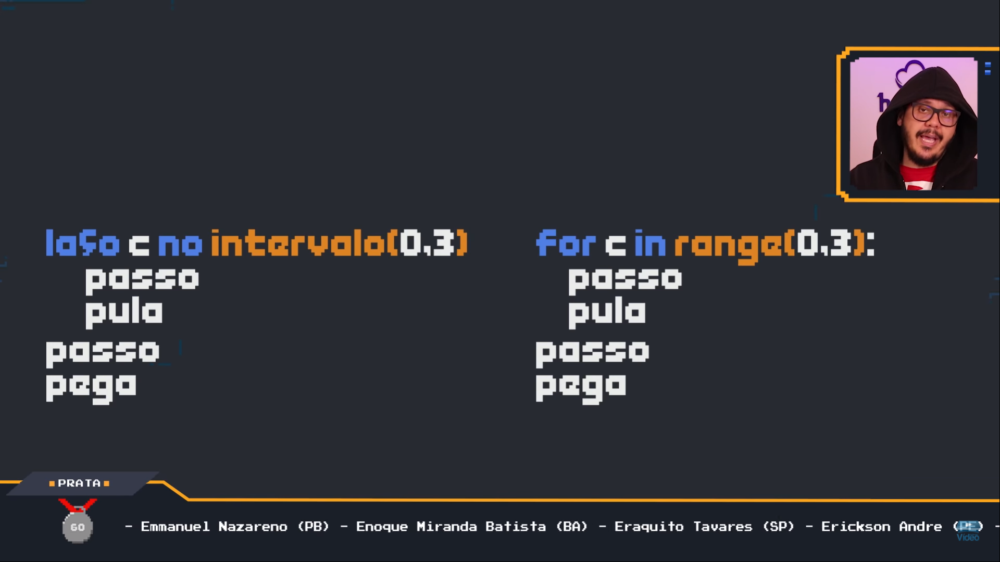 laço c no intervalo(0,3)
passo
pula
passo
pega
for c in range(0,3):
passo
pula
passo
pega
PRATA
60
- Emmanuel Nazareno (PB) - Enoque Miranda Batista (BA) - Eraquito Tavares (SP) - Erickson Andre (PE) -
Vídeo